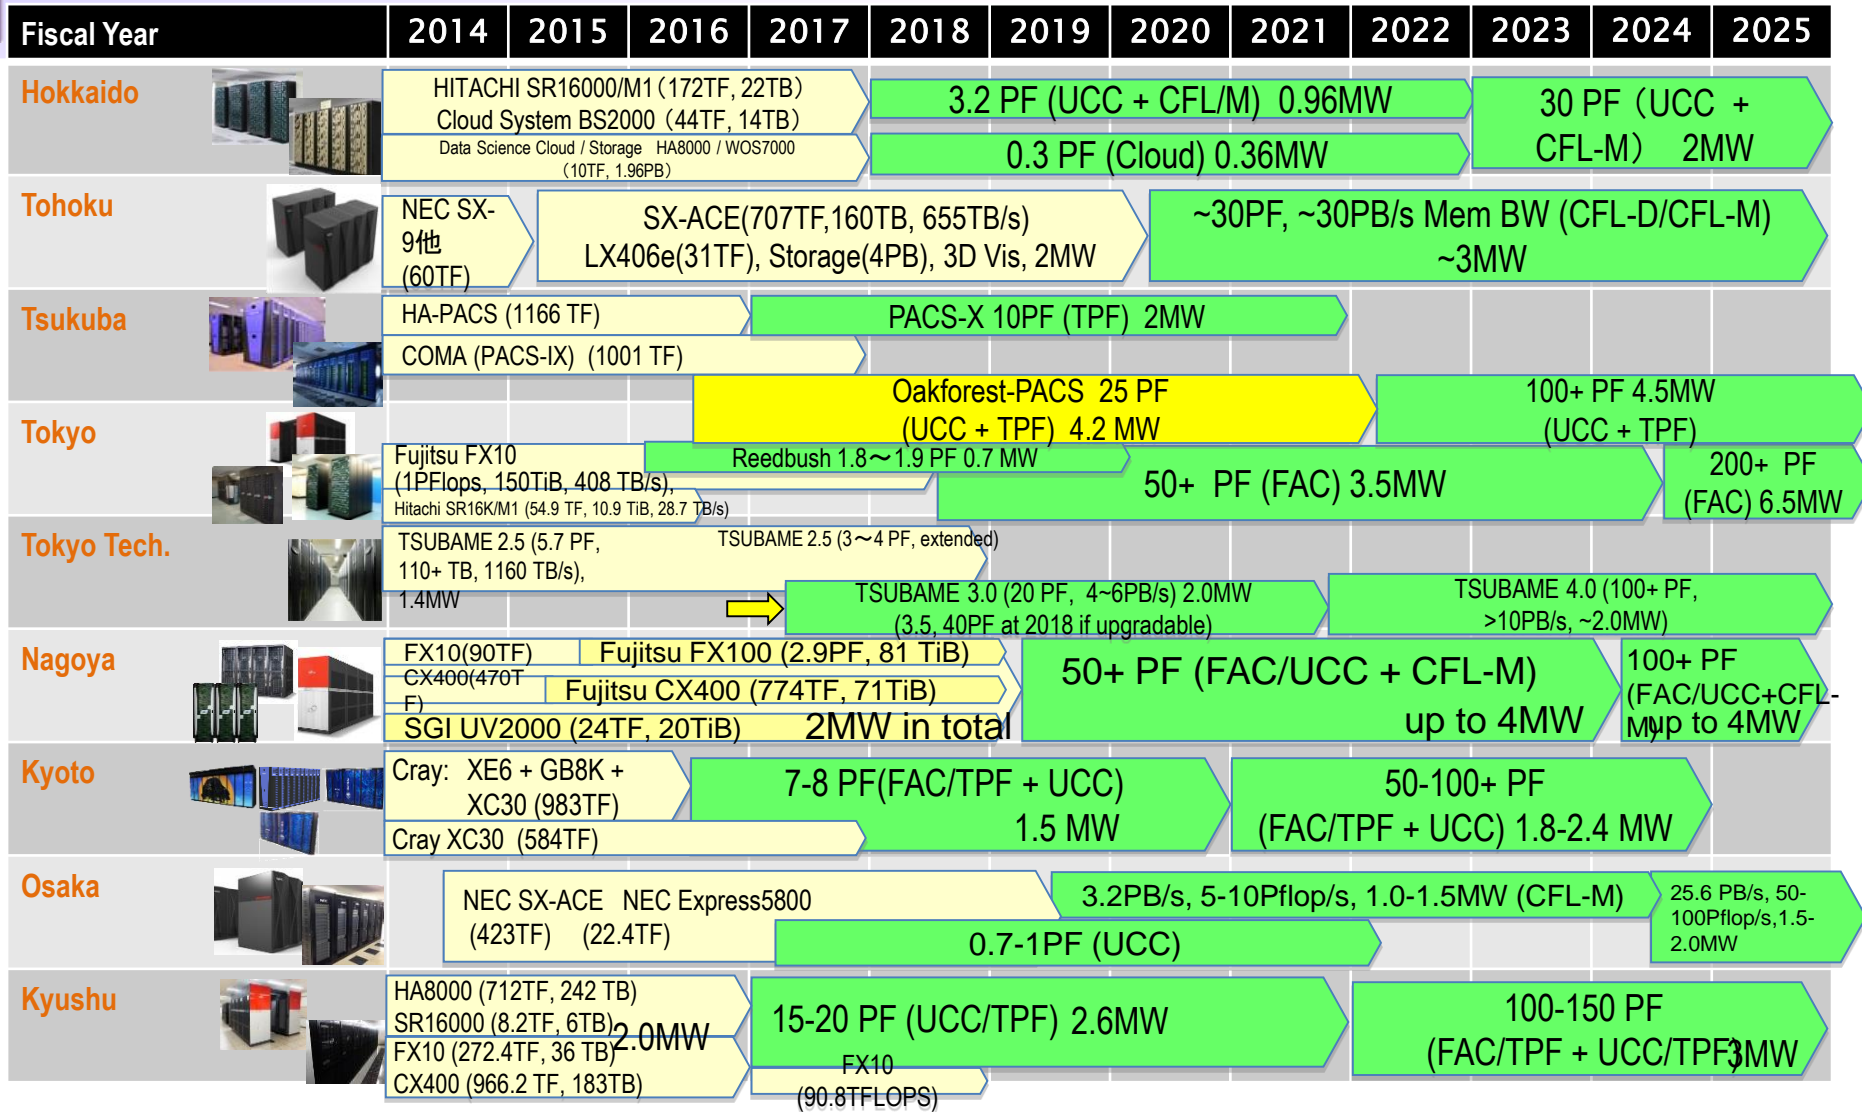 Fiscal Year 2014 2015 2016 2017 2018 2019 2020 2021 2022 2023 2024 2025
Hokkaido
HITACHI SR16000/M1（172TF, 22TB）
Cloud System BS2000（44TF, 14TB）
Data Science Cloud / Storage HA8000 / WOS7000
（10TF, 1.96PB）
3.2 PF (UCC + CFL/M) 0.96MW
0.3 PF (Cloud) 0.36MW
30 PF（UCC +
CFL-M） 2MW
Tohoku
NEC SX-
9他
(60TF)
SX-ACE(707TF,160TB, 655TB/s)
LX406e(31TF), Storage(4PB), 3D Vis, 2MW
~30PF, ~30PB/s Mem BW (CFL-D/CFL-M)
~3MW
Tsukuba
HA-PACS (1166 TF)
COMA (PACS-IX) (1001 TF)
PACS-X 10PF (TPF) 2MW
Oakforest-PACS 25 PF
(UCC + TPF) 4.2 MW
100+ PF 4.5MW
(UCC + TPF)
Tokyo
Fujitsu FX10
(1PFlops, 150TiB, 408 TB/s),
Hitachi SR16K/M1 (54.9 TF, 10.9 TiB, 28.7 TB/s)
Reedbush 1.8～1.9 PF 0.7 MW
50+ PF (FAC) 3.5MW
200+ PF
(FAC) 6.5MW
Tokyo Tech.
TSUBAME 2.5 (5.7 PF,
110+ TB, 1160 TB/s),
1.4MW
TSUBAME 2.5 (3～4 PF, extended)
TSUBAME 3.0 (20 PF, 4~6PB/s) 2.0MW
(3.5, 40PF at 2018 if upgradable)
TSUBAME 4.0 (100+ PF,
>10PB/s, ~2.0MW)
Nagoya
FX10(90TF)
Fujitsu FX100 (2.9PF, 81 TiB)
CX400(470T
F)
Fujitsu CX400 (774TF, 71TiB)
SGI UV2000 (24TF, 20TiB)
2MW in total
50+ PF (FAC/UCC + CFL-M)
up to 4MW
100+ PF
(FAC/UCC+CFL-
M)
up to 4MW
Kyoto
Cray: XE6 + GB8K +
XC30 (983TF)
Cray XC30 (584TF)
7-8 PF(FAC/TPF + UCC)
1.5 MW
50-100+ PF
(FAC/TPF + UCC) 1.8-2.4 MW
Osaka
NEC SX-ACE NEC Express5800
(423TF) (22.4TF)
3.2PB/s, 5-10Pflop/s, 1.0-1.5MW (CFL-M)
0.7-1PF (UCC)
25.6 PB/s, 50-
100Pflop/s,1.5-
2.0MW
Kyushu
HA8000 (712TF, 242 TB)
SR16000 (8.2TF, 6TB)
2.0MW
FX10 (272.4TF, 36 TB)
CX400 (966.2 TF, 183TB)
15-20 PF (UCC/TPF) 2.6MW
FX10
(90.8TFLOPS)
100-150 PF
(FAC/TPF + UCC/TPF)
3MW